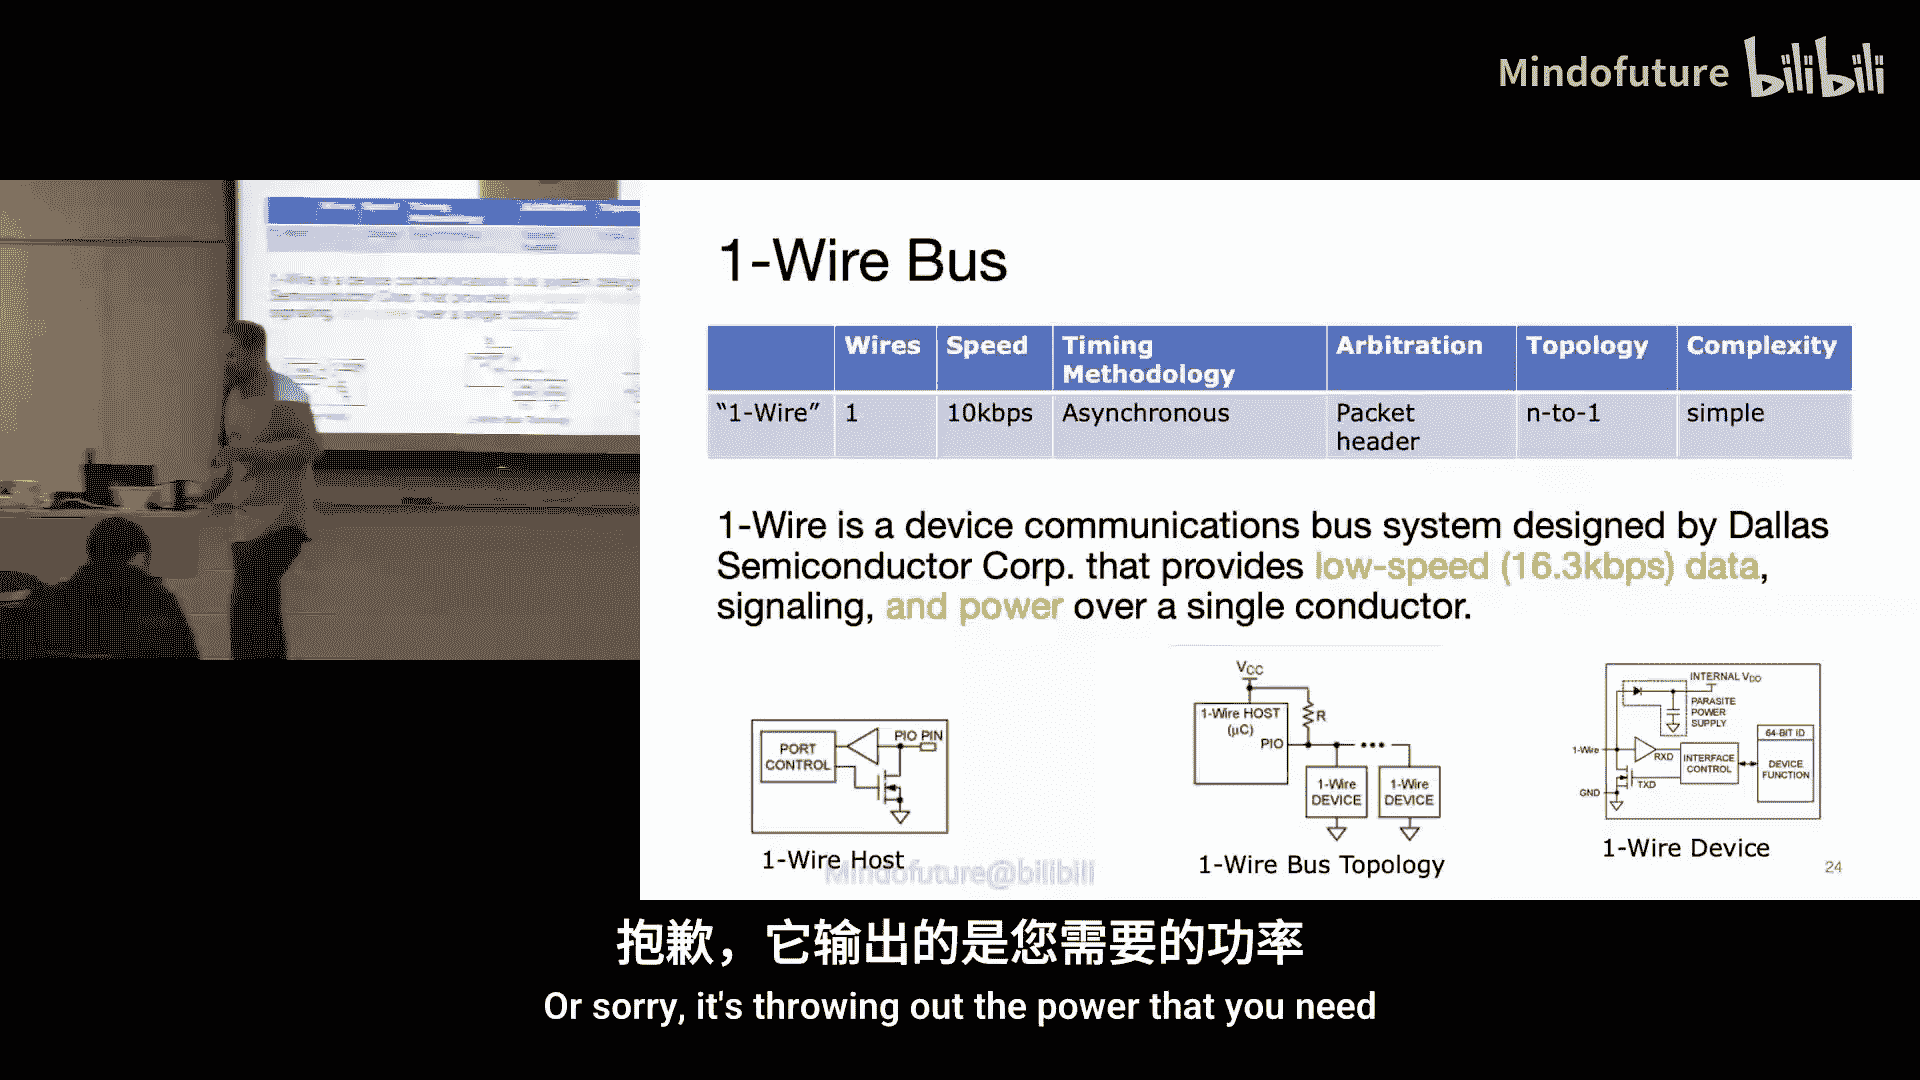 Mindofuture bilibili
1-Wire Bus
Wires Speed Timing Methodology Arbitration Topology Complexity
“1-Wire” 1 10kbps Asynchronous Packet header n-to-1 simple
1-Wire is a device communications bus system designed by Dallas
Semiconductor Corp. that provides low-speed (16.3kbps) data,
signaling, and power over a single conductor.
PORT
CONTROL
PIO PIN
1-Wire Host
VCC
R
1-Wire HOST
(µC)
PIO
1-Wire
DEVICE
1-Wire
DEVICE
1-Wire Bus Topology
INTERNAL VDD
PARASITE
POWER
SUPPLY
64-BIT ID
1-Wire
RXD
INTERFACE
CONTROL
DEVICE
FUNCTION
TXD
GND
1-Wire Device
Mindofuture@bilibili
24
抱歉，它输出的是您需要的功率
Or sorry, it's throwing out the power that you need